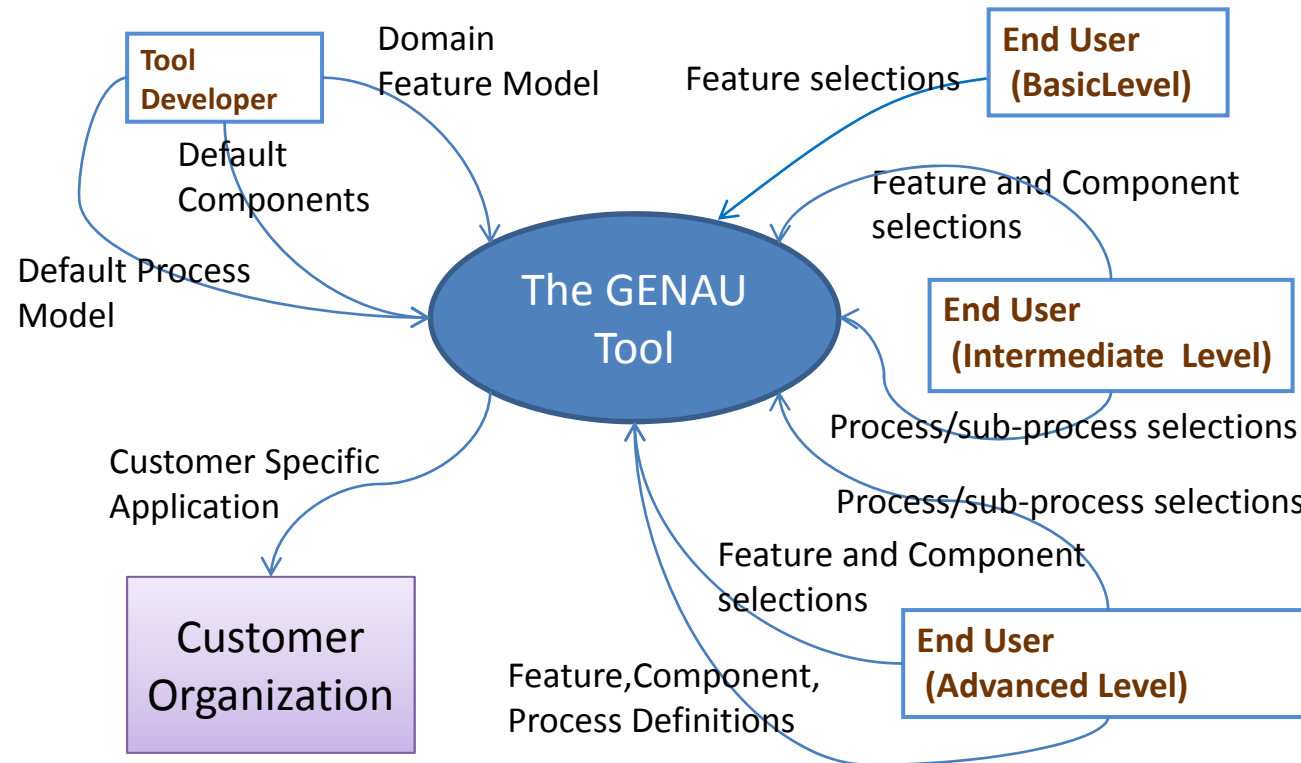 Tool
Developer
Domain
Feature Model
Default
Components
Default Process
Model
Feature selections
End User
(BasicLevel)
Feature and Component
selections
The GENAU
Tool
End User
(Intermediate Level)
Process/sub-process selections
Process/sub-process selections
Customer Specific
Application
Feature and Component
selections
Customer
Organization
End User
(Advanced Level)
Feature,Component,
Process Definitions